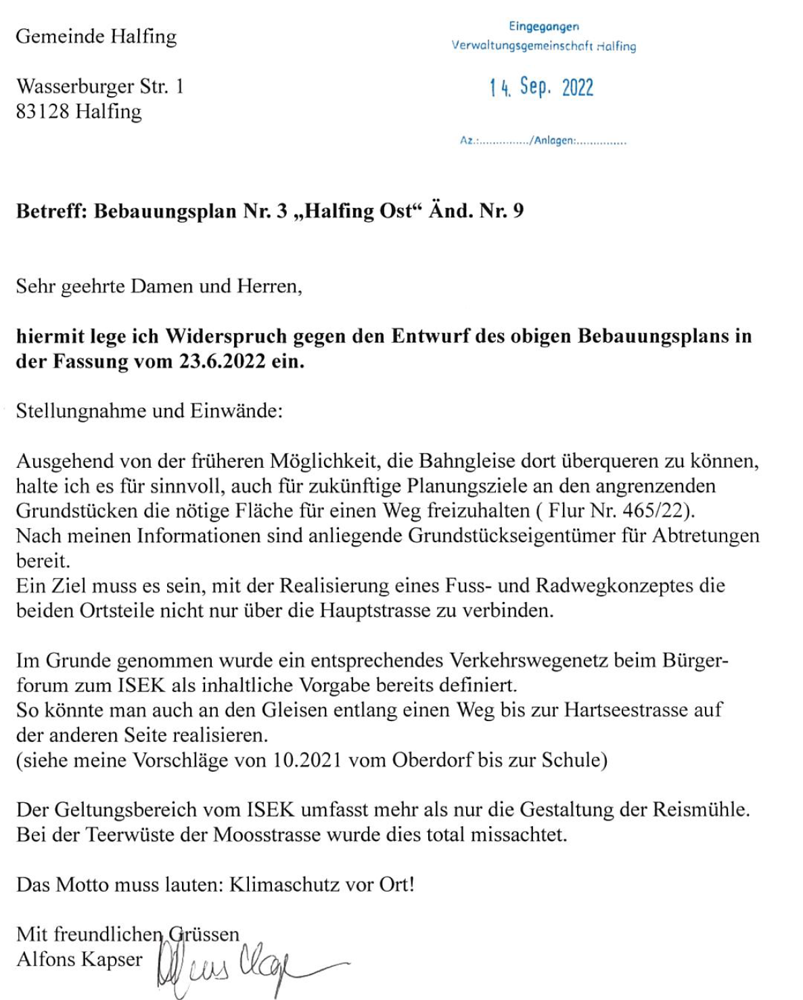 Gemeinde Halfing
Eingegangen
Verwaltungsgemeinschaft Halfing
Wasserburger Str. 1
83128 Halfing
14. Sep. 2022
Az.:.............../Anlagen:...............
Betreff: Bebauungsplan Nr. 3 „Halfing Ost“ Änd. Nr. 9
Sehr geehrte Damen und Herren,
hiermit lege ich Widerspruch gegen den Entwurf des obigen Bebauungsplans in
der Fassung vom 23.6.2022 ein.
Stellungnahme und Einwände:
Ausgehend von der früheren Möglichkeit, die Bahngleise dort überqueren zu können,
halte ich es für sinnvoll, auch für zukünftige Planungsziele an den angrenzenden
Grundstücken die nötige Fläche für einen Weg freizuhalten ( Flur Nr. 465/22).
Nach meinen Informationen sind anliegende Grundstückseigentümer für Abtretungen
bereit.
Ein Ziel muss es sein, mit der Realisierung eines Fuss- und Radwegkonzeptes die
beiden Ortsteile nicht nur über die Hauptstrasse zu verbinden.
Im Grunde genommen wurde ein entsprechendes Verkehrswegenetz beim Bürger-
forum zum ISEK als inhaltliche Vorgabe bereits definiert.
So könnte man auch an den Gleisen entlang einen Weg bis zur Hartseestrasse auf
der anderen Seite realisieren.
(siehe meine Vorschläge von 10.2021 vom Oberdorf bis zur Schule)
Der Geltungsbereich vom ISEK umfasst mehr als nur die Gestaltung der Reismühle.
Bei der Teerwüste der Moosstrasse wurde dies total missachtet.
Das Motto muss lauten: Klimaschutz vor Ort!
Mit freundlichen Grüssen
Alfons Kapser